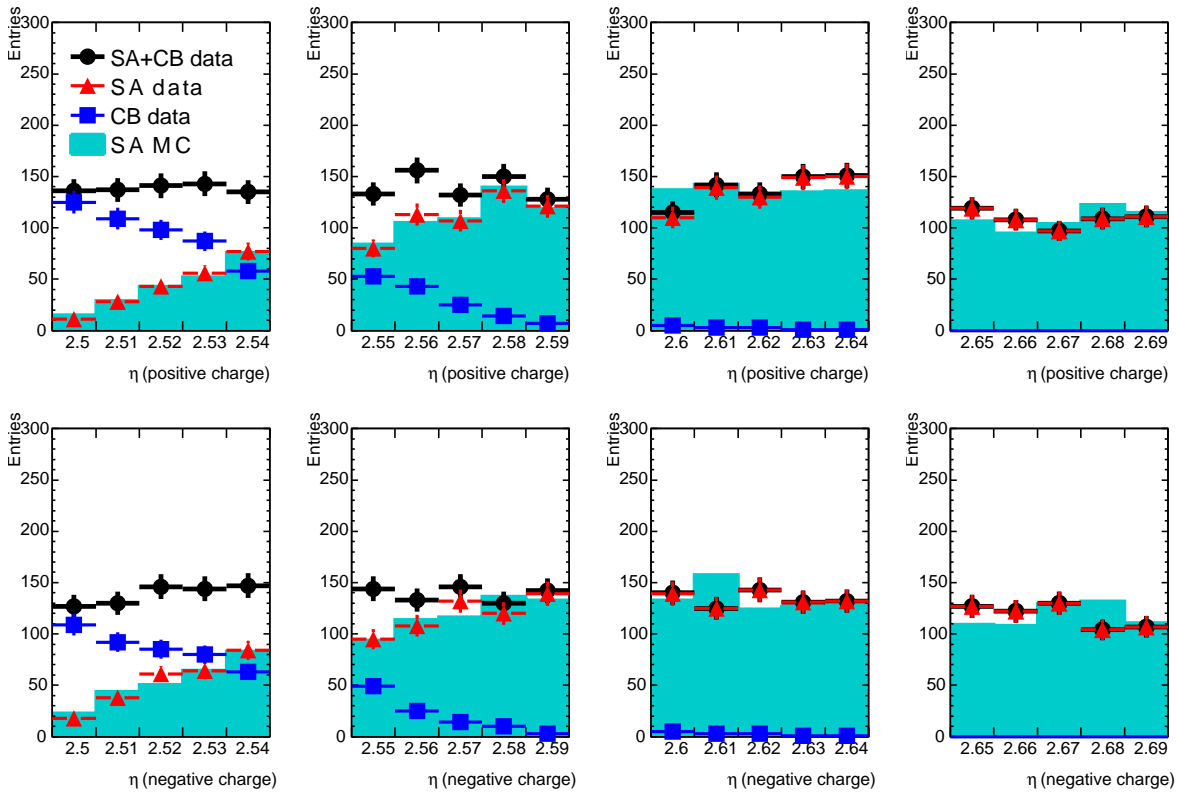 Entries
300
250
200
150
100
50
0
SA+CB data
SA data
CB data
SA MC
2.5 2.51 2.52 2.53 2.54
η (positive charge)
Entries
300
250
200
150
100
50
0
2.55 2.56 2.57 2.58 2.59
η (positive charge)
Entries
300
250
200
150
100
50
0
2.6 2.61 2.62 2.63 2.64
η (positive charge)
Entries
300
250
200
150
100
50
0
2.65 2.66 2.67 2.68 2.69
η (positive charge)
Entries
300
250
200
150
100
50
0
2.5 2.51 2.52 2.53 2.54
η (negative charge)
Entries
300
250
200
150
100
50
0
2.55 2.56 2.57 2.58 2.59
η (negative charge)
Entries
300
250
200
150
100
50
0
2.6 2.61 2.62 2.63 2.64
η (negative charge)
Entries
300
250
200
150
100
50
0
2.65 2.66 2.67 2.68 2.69
η (negative charge)